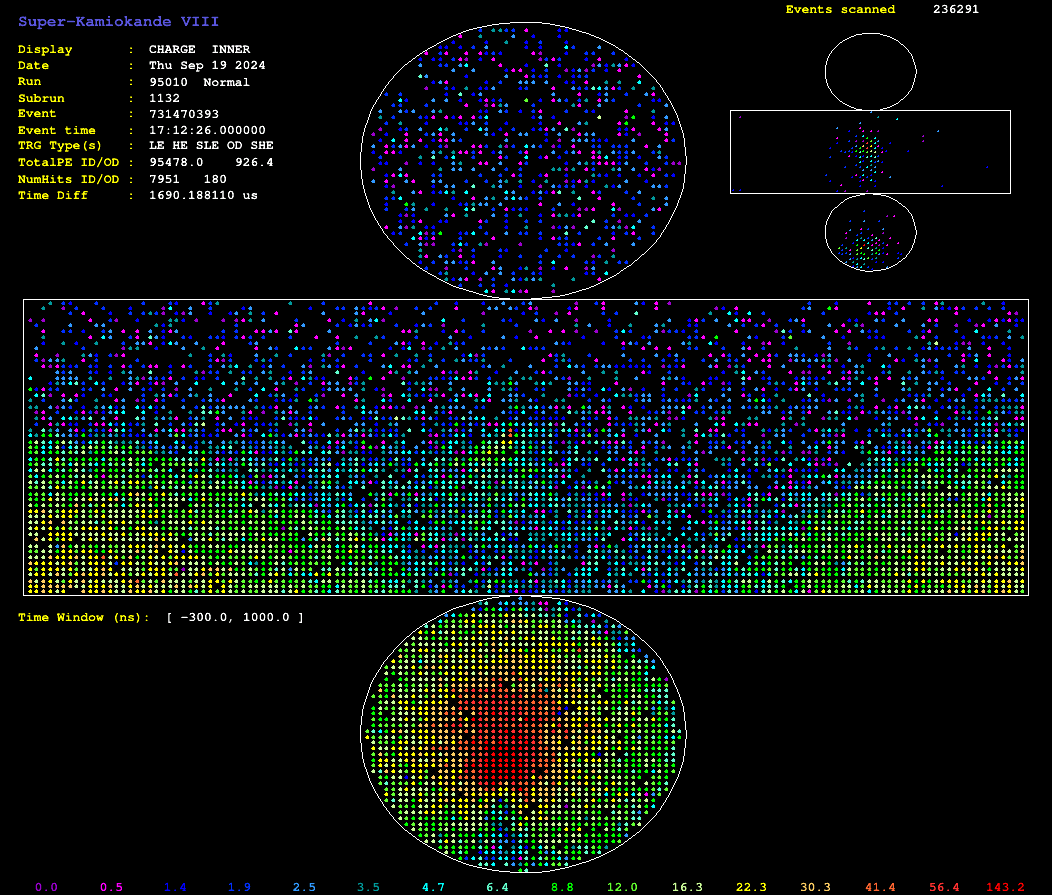 Super-Kamiokande VIII
Events scanned 236291
Display : CHARGE INNER
Date : Thu Sep 19 2024
Run : 95010 Normal
Subrun : 1132
Event : 731470393
Event time : 17:12:26.000000
TRG Type(s) : LE HE SLE OD SHE
TotalPE ID/OD : 95478.0 926.4
NumHits ID/OD : 7951 180
Time Diff : 1690.188110 us
Time Window (ns): [ -300.0, 1000.0 ]
0.0 0.5 1.4 1.9 2.5 3.5 4.7 6.4 8.8 12.0 16.3 22.3 30.3 41.4 56.4 143.2